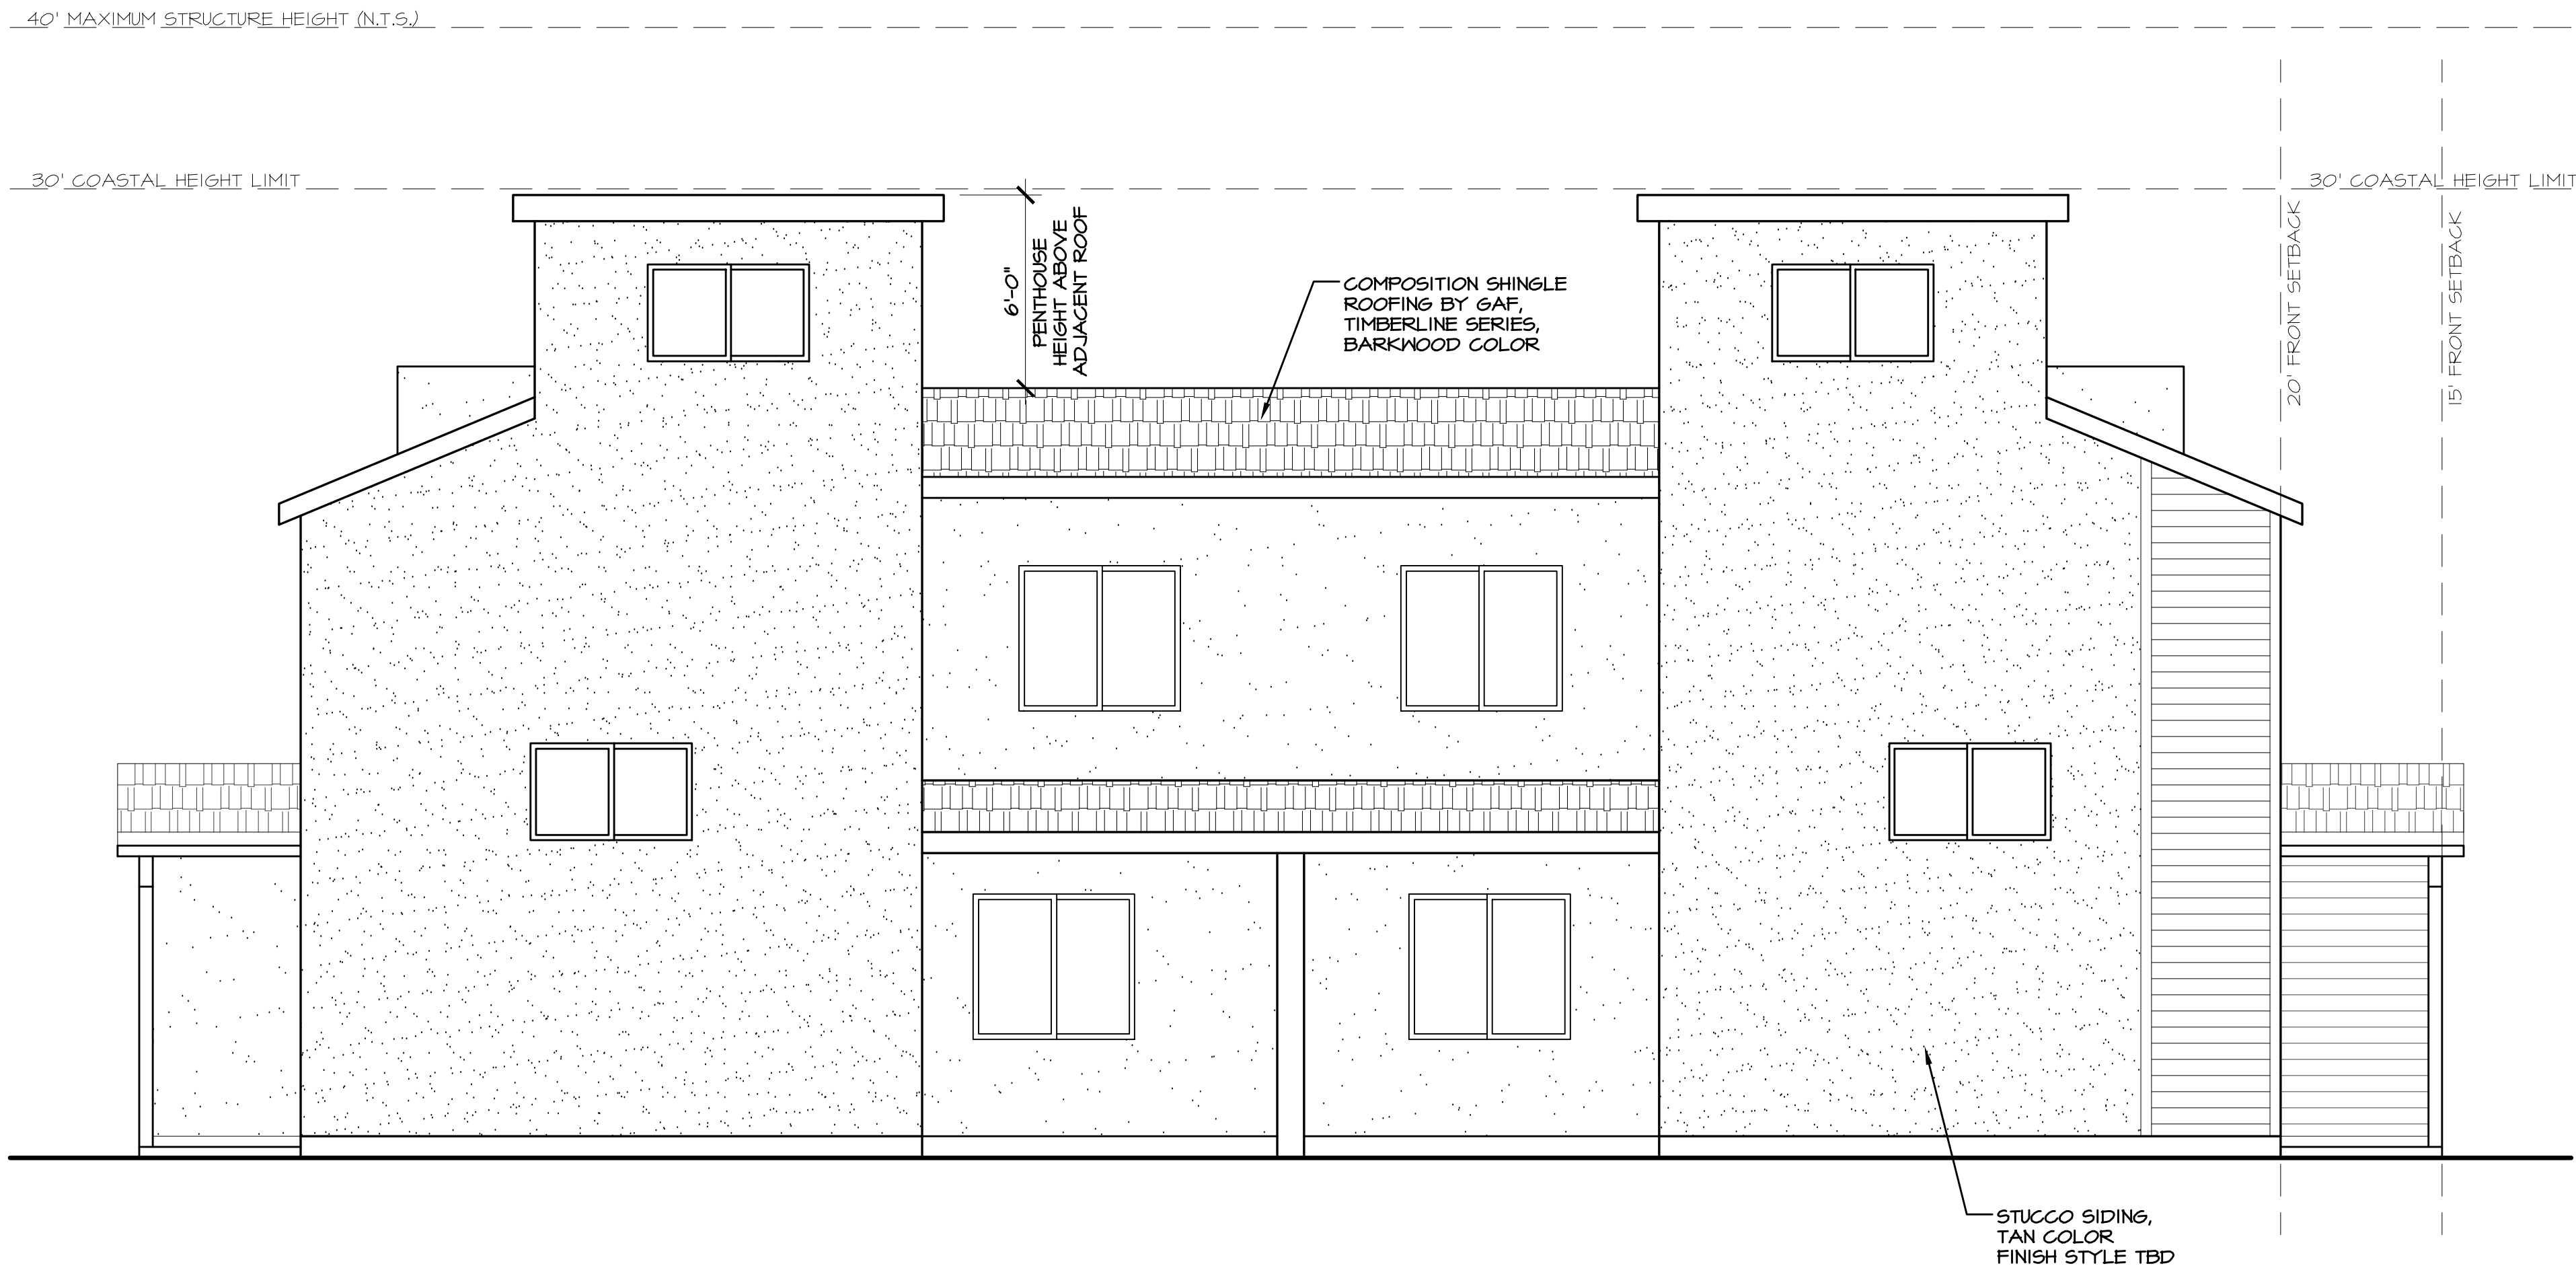 40' MAXIMUM STRUCTURE HEIGHT (N.T.S.)
30' COASTAL HEIGHT LIMIT
30' COASTAL HEIGHT LIMIT
6'-0"
PENTHOUSE
HEIGHT ABOVE
ADJACENT ROOF
COMPOSITION SHINGLE
ROOFING BY GAF,
TIMBERLINE SERIES,
BARKWOOD COLOR
20' FRONT SETBACK
15' FRONT SETBACK
STUCCO SIDING,
TAN COLOR
FINISH STYLE TBD